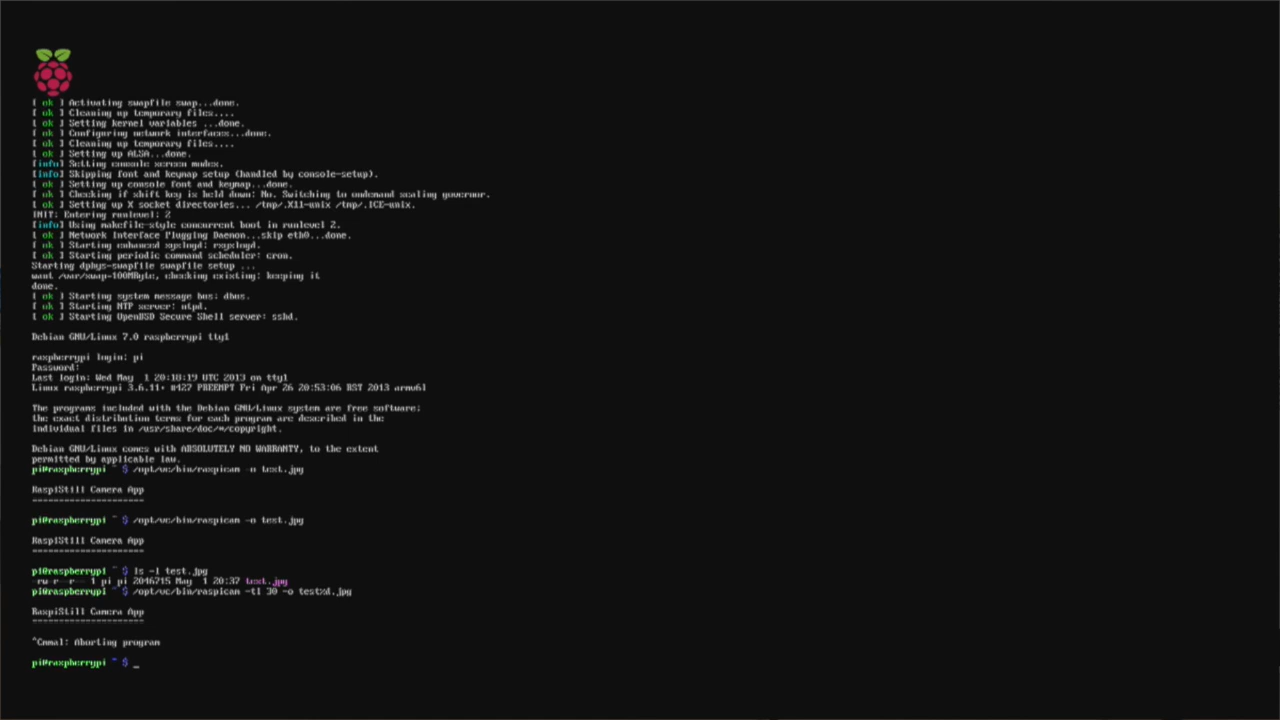 [ ok ] Activating swapfile swap...done.
[ ok ] Cleaning up temporary files....
[ ok ] Setting kernel variables ...done.
[ ok ] Configuring network interfaces...done.
[ ok ] Cleaning up temporary files....
[ ok ] Setting up ALSA...done.
[info] Setting console screen modes.
[info] Skipping font and keymap setup (handled by console-setup).
[ ok ] Setting up console font and keymap...done.
[ ok ] Checking if shift key is held down: No. Switching to ondemand scaling governor.
[ ok ] Setting up X socket directories... /tmp/.X11-unix /tmp/.ICE-unix.
INIT: Entering runlevel: 2
[info] Using makefile-style concurrent boot in runlevel 2.
[ ok ] Network Interface Plugging Daemon...skip eth0...done.
[ ok ] Starting enhanced syslogd: rsyslogd.
[ ok ] Starting periodic command scheduler: cron.
Starting dphys-swapfile swapfile setup ...
want /var/swap=100MByte, checking existing: keeping it
done.
[ ok ] Starting system message bus: dbus.
[ ok ] Starting NTP server: ntpd.
[ ok ] Starting OpenBSD Secure Shell server: sshd.
Debian GNU/Linux 7.0 raspberrypi tty1
raspberrypi login: pi
Password:
Last login: Wed May  1 20:18:19 UTC 2013 on tty1
Linux raspberrypi 3.6.11+ #427 PREEMPT Fri Apr 26 20:53:06 BST 2013 armv6l
The programs included with the Debian GNU/Linux system are free software;
the exact distribution terms for each program are described in the
individual files in /usr/share/doc/*/copyright.
Debian GNU/Linux comes with ABSOLUTELY NO WARRANTY, to the extent
permitted by applicable law.
pi@raspberrypi ~ $ /opt/vc/bin/raspicam -o test.jpg
RaspiStill Camera App
=====================
pi@raspberrypi ~ $ /opt/vc/bin/raspicam -o test.jpg
RaspiStill Camera App
=====================
pi@raspberrypi ~ $ ls -l test.jpg
-rw-r--r-- 1 pi pi 2046715 May  1 20:37 test.jpg
pi@raspberrypi ~ $ /opt/vc/bin/raspicam -tl 30 -o test%d.jpg
RaspiStill Camera App
=====================
^Cmmal: Aborting program
pi@raspberrypi ~ $ _